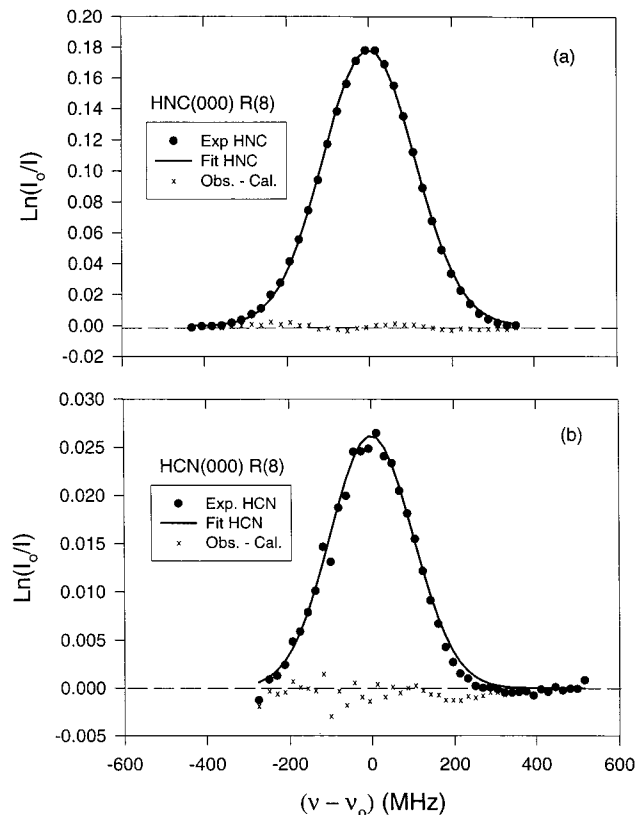 (a)
HNC(000) R(8)
Exp HNC
Fit HNC
Obs. - Cal.
Ln(Io/I)
0.20
0.18
0.16
0.14
0.12
0.10
0.08
0.06
0.04
0.02
0.00
-0.02
(b)
HCN(000) R(8)
Exp. HCN
Fit HCN
Obs. - Cal.
Ln(Io/I)
0.030
0.025
0.020
0.015
0.010
0.005
0.000
-0.005
-600 -400 -200 0 200 400 600
(ν – νo) (MHz)